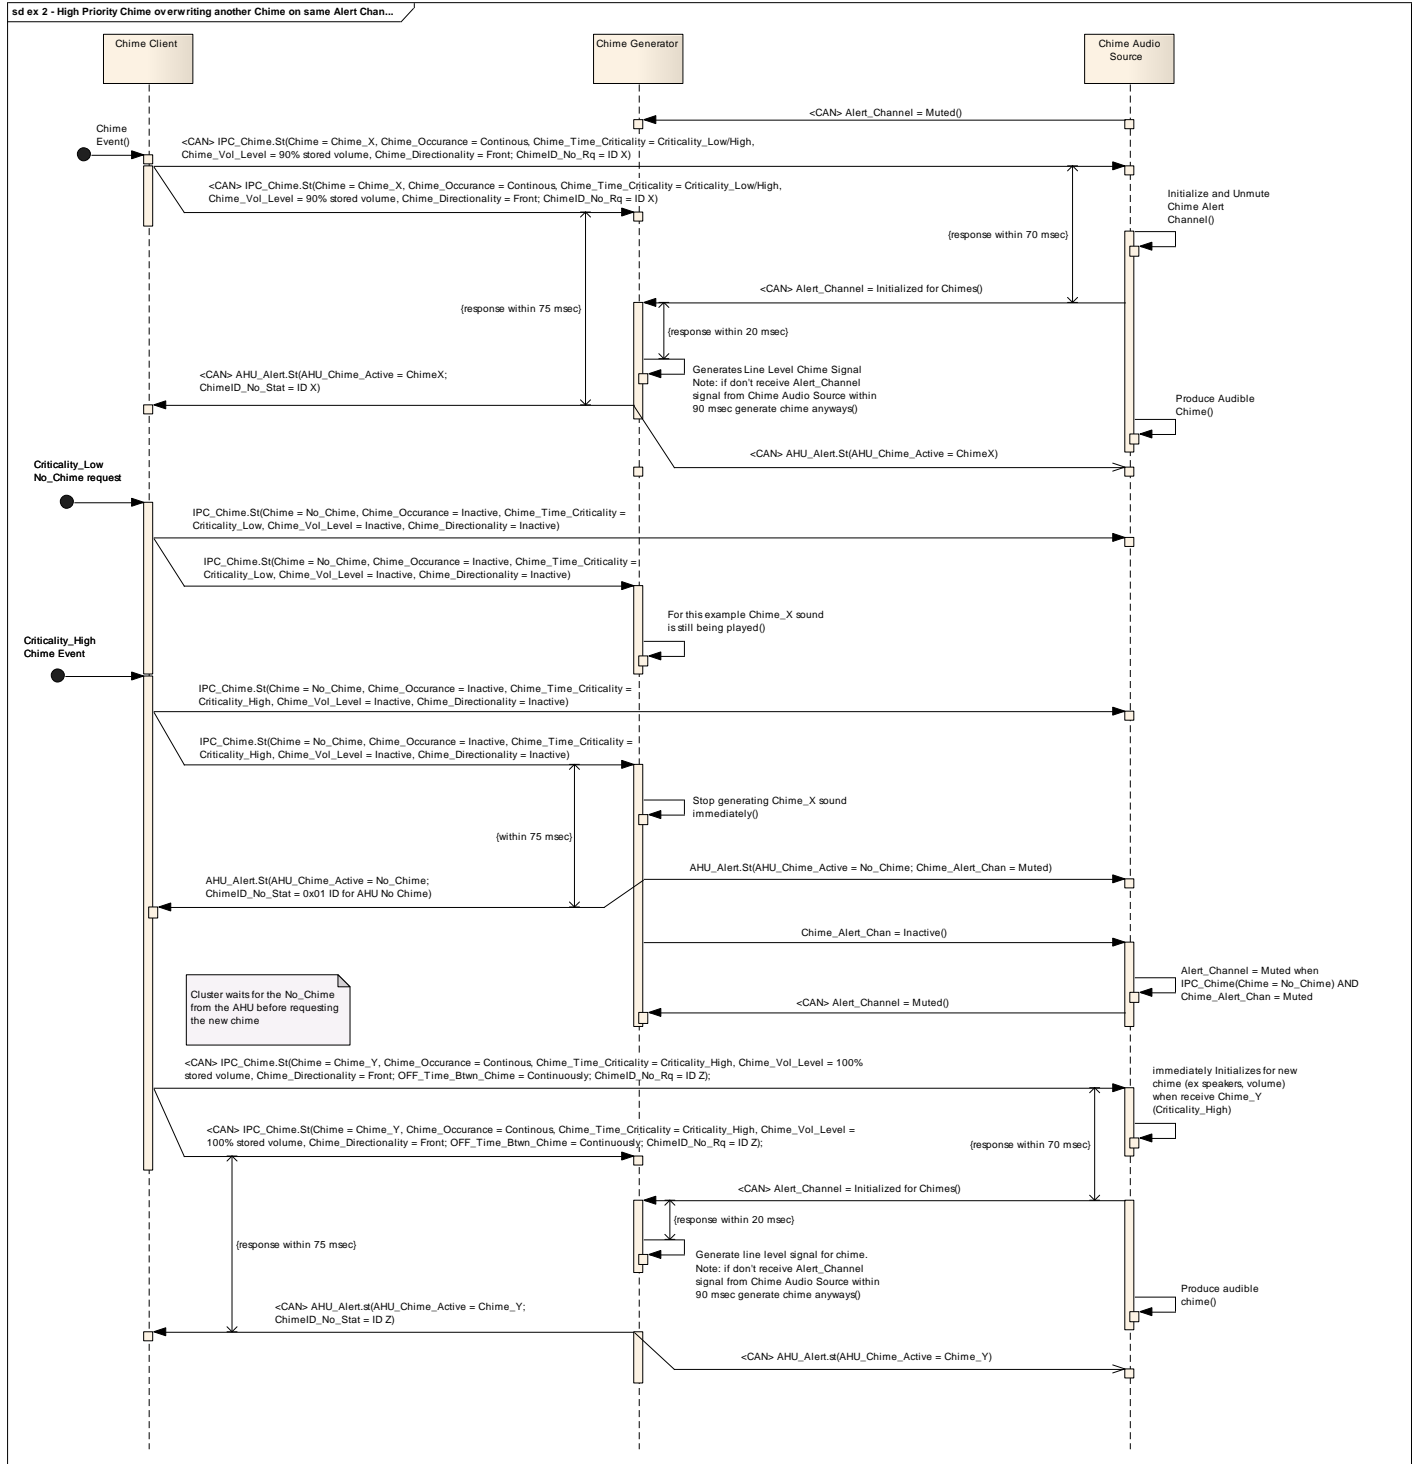 sd ex 2 - High Priority Chime overwriting another Chime on same Alert Chan...
Chime Client
Chime Generator
Chime Audio
Source
<CAN> Alert_Channel = Muted()
Chime
Event()
<CAN> IPC_Chime.St(Chime = Chime_X, Chime_Occurance = Continous, Chime_Time_Criticality = Criticality_Low/High,
Chime_Vol_Level = 90% stored volume, Chime_Directionality = Front; ChimeID_No_Rq = ID X)
<CAN> IPC_Chime.St(Chime = Chime_X, Chime_Occurance = Continous, Chime_Time_Criticality = Criticality_Low/High,
Chime_Vol_Level = 90% stored volume, Chime_Directionality = Front; ChimeID_No_Rq = ID X)
Initialize and Unmute
Chime Alert
Channel()
{response within 70 msec}
<CAN> Alert_Channel = Initialized for Chimes()
{response within 75 msec}
{response within 20 msec}
<CAN> AHU_Alert.St(AHU_Chime_Active = ChimeX;
ChimeID_No_Stat = ID X)
Generates Line Level Chime Signal
Note: if don't receive Alert_Channel
signal from Chime Audio Source within
90 msec generate chime anyways()
Produce Audible
Chime()
<CAN> AHU_Alert.St(AHU_Chime_Active = ChimeX)
Criticality_Low
No_Chime request
IPC_Chime.St(Chime = No_Chime, Chime_Occurance = Inactive, Chime_Time_Criticality =
Criticality_Low, Chime_Vol_Level = Inactive, Chime_Directionality = Inactive)
IPC_Chime.St(Chime = No_Chime, Chime_Occurance = Inactive, Chime_Time_Criticality =
Criticality_Low, Chime_Vol_Level = Inactive, Chime_Directionality = Inactive)
For this example Chime_X sound
is still being played()
Criticality_High
Chime Event
IPC_Chime.St(Chime = No_Chime, Chime_Occurance = Inactive, Chime_Time_Criticality =
Criticality_High, Chime_Vol_Level = Inactive, Chime_Directionality = Inactive)
IPC_Chime.St(Chime = No_Chime, Chime_Occurance = Inactive, Chime_Time_Criticality =
Criticality_High, Chime_Vol_Level = Inactive, Chime_Directionality = Inactive)
Stop generating Chime_X sound
immediately()
{within 75 msec}
AHU_Alert.St(AHU_Chime_Active = No_Chime; Chime_Alert_Chan = Muted)
AHU_Alert.St(AHU_Chime_Active = No_Chime;
ChimeID_No_Stat = 0x01 ID for AHU No Chime)
Chime_Alert_Chan = Inactive()
Alert_Channel = Muted when
IPC_Chime(Chime = No_Chime) AND
Chime_Alert_Chan = Muted
Cluster waits for the No_Chime
from the AHU before requesting
the new chime
<CAN> Alert_Channel = Muted()
<CAN> IPC_Chime.St(Chime = Chime_Y, Chime_Occurance = Continous, Chime_Time_Criticality = Criticality_High, Chime_Vol_Level = 100%
stored volume, Chime_Directionality = Front; OFF_Time_Btwn_Chime = Continuously; ChimeID_No_Rq = ID Z);
immediately Initializes for new
chime (ex speakers, volume)
when receive Chime_Y
(Criticality_High)
<CAN> IPC_Chime.St(Chime = Chime_Y, Chime_Occurance = Continous, Chime_Time_Criticality = Criticality_High, Chime_Vol_Level =
100% stored volume, Chime_Directionality = Front; OFF_Time_Btwn_Chime = Continuously; ChimeID_No_Rq = ID Z);
{response within 70 msec}
<CAN> Alert_Channel = Initialized for Chimes()
{response within 20 msec}
{response within 75 msec}
Generate line level signal for chime.
Note: if don't receive Alert_Channel
signal from Chime Audio Source within
90 msec generate chime anyways()
Produce audible
chime()
<CAN> AHU_Alert.st(AHU_Chime_Active = Chime_Y;
ChimeID_No_Stat = ID Z)
<CAN> AHU_Alert.st(AHU_Chime_Active = Chime_Y)